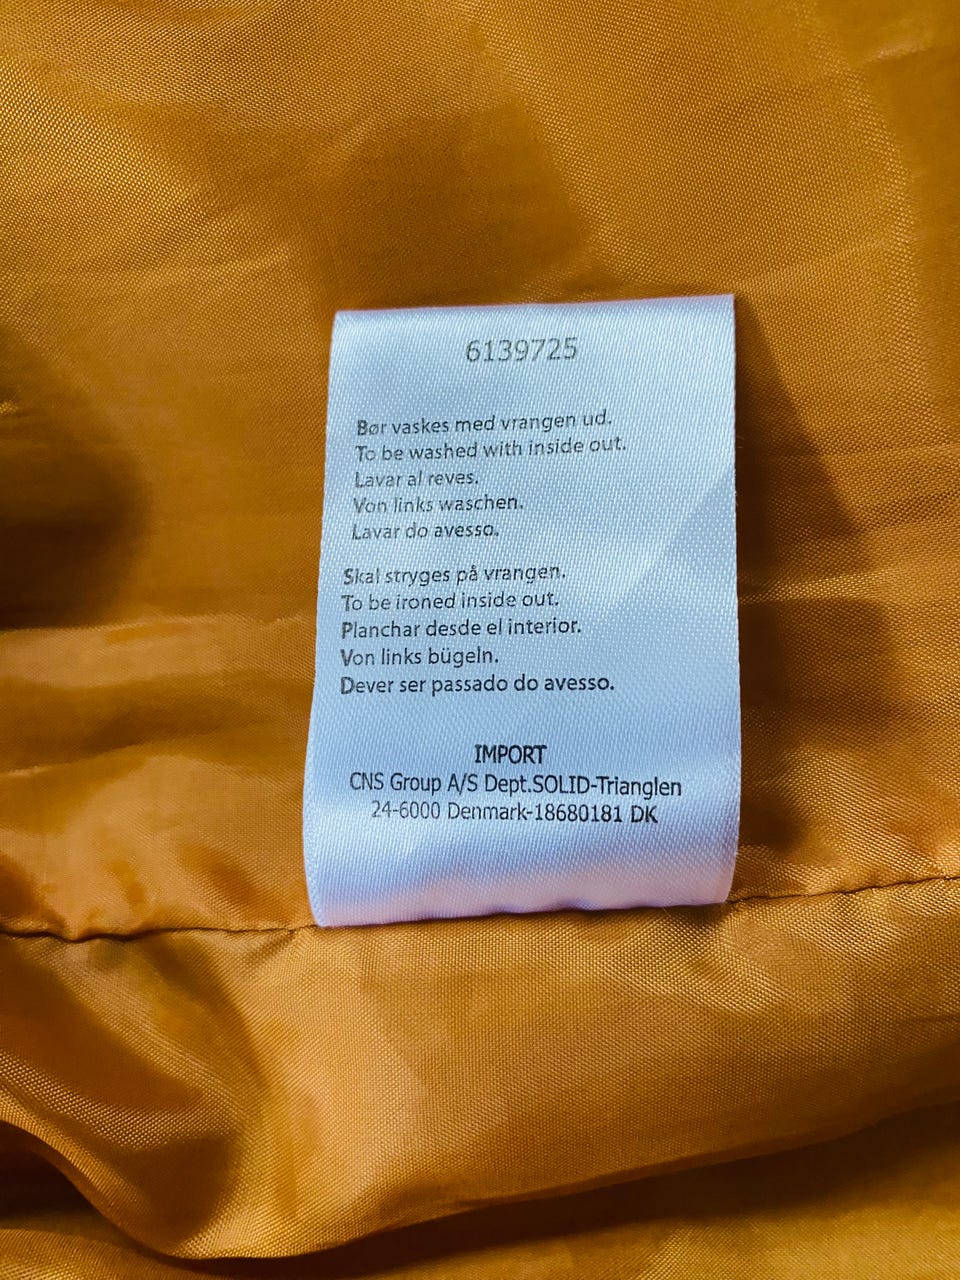 6139725
Bør vaskes med vrangen ud.
To be washed with inside out.
Lavar al reves.
Von links waschen.
Lavar do avesso.
Skal stryges på vrangen.
To be ironed inside out.
Planchar desde el interior.
Von links bügeln.
Dever ser passado do avesso.
IMPORT
CNS Group A/S Dept.SOLID-Trianglen
24-6000 Denmark-18680181 DK